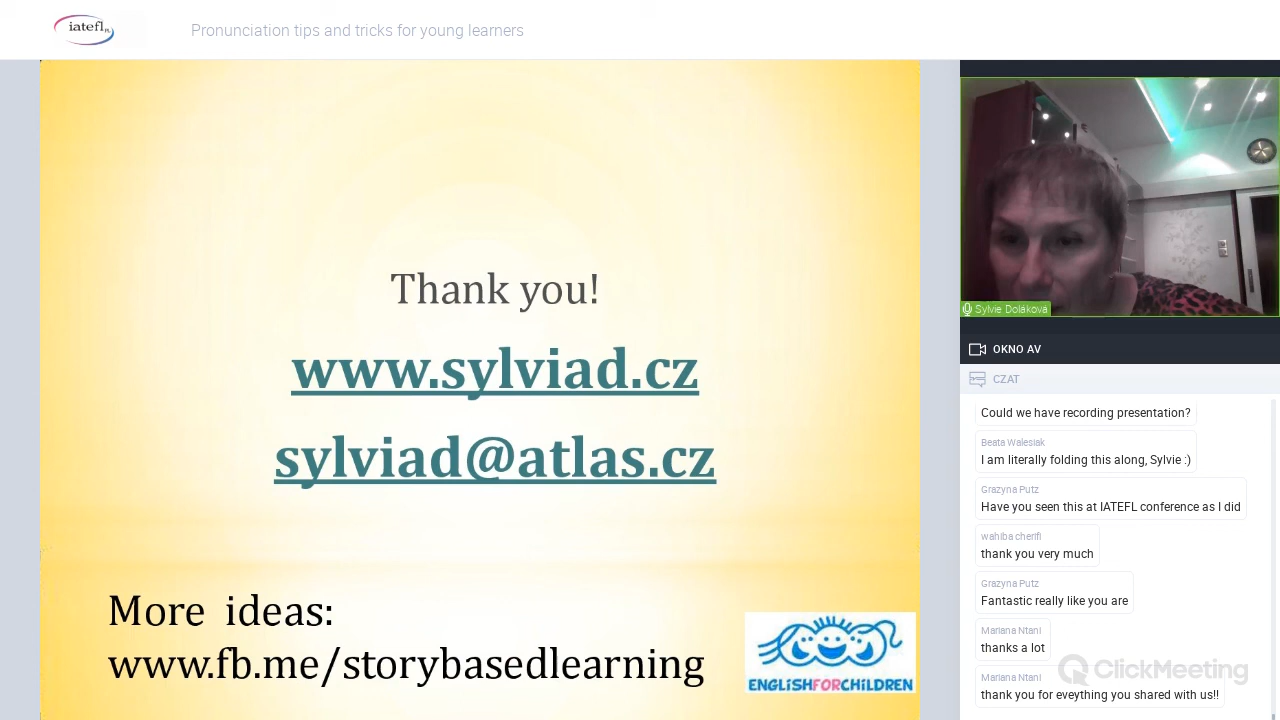 iatefl PL
Pronunciation tips and tricks for young learners
Thank you!
www.sylviad.cz
sylviad@atlas.cz
More ideas:
www.fb.me/storybasedlearning
ENGLISHFORCHiLDREN
Sylvie Doláková
OKNO AV
CZAT
Could we have recording presentation?
Beata Walesiak
I am literally folding this along, Sylvie :)
Grazyna Putz
Have you seen this at IATEFL conference as I did
wahiba cherifi
thank you very much
Grazyna Putz
Fantastic really like you are
Mariana Ntani
thanks a lot
Mariana Ntani
thank you for eveything you shared with us!!
ClickMeeting